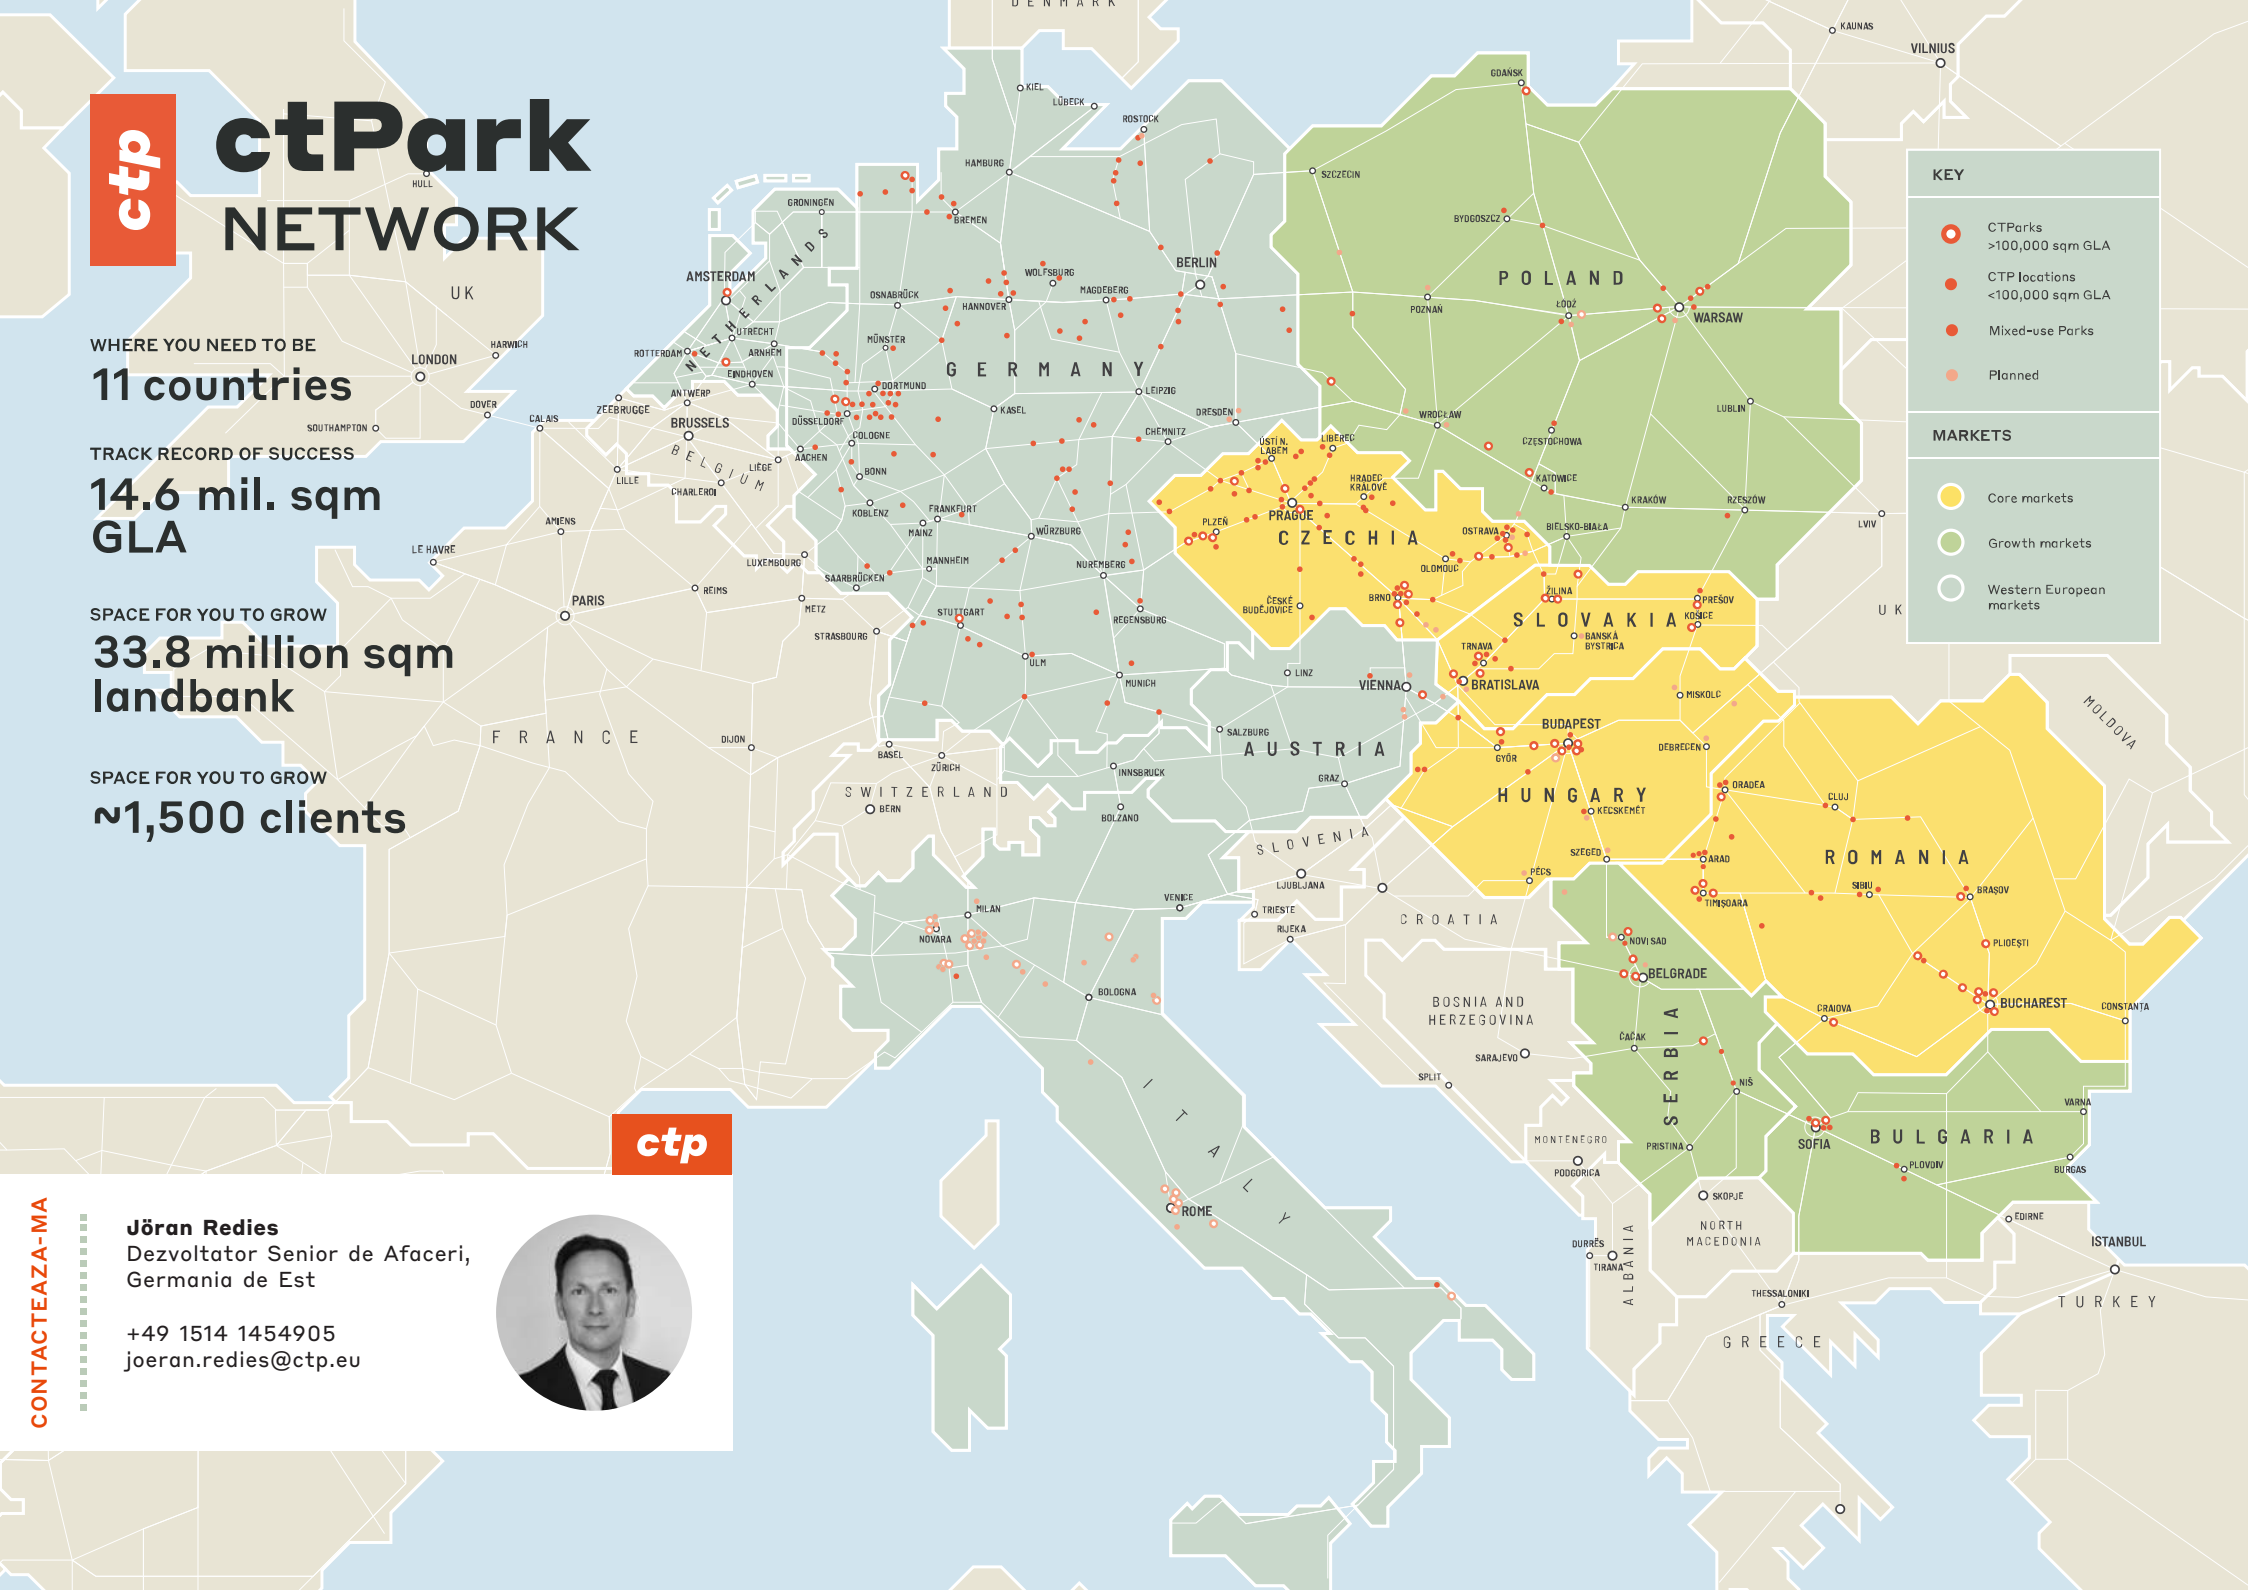 ctp
ctPark
NETWORK
WHERE YOU NEED TO BE
11 countries
TRACK RECORD OF SUCCESS
14.6 mil. sqm
GLA
SPACE FOR YOU TO GROW
33.8 million sqm
landbank
SPACE FOR YOU TO GROW
~1,500 clients
KEY
CTParks
>100,000 sqm GLA
CTP locations
<100,000 sqm GLA
Mixed-use Parks
Planned
MARKETS
Core markets
Growth markets
Western European
markets
DENMARK
KAUNAS
VILNIUS
HULL
UK
LONDON
HARWICH
DOVER
SOUTHAMPTON
CALAIS
NETHERLANDS
GRONINGEN
AMSTERDAM
UTRECHT
ROTTERDAM
ARNHEM
EINDHOVEN
ZEEBRUGGE
ANTWERP
BRUSSELS
BELGIUM
LIÈGE
LILLE
CHARLEROI
LUXEMBOURG
AMIENS
LE HAVRE
PARIS
REIMS
METZ
STRASBOURG
FRANCE
DIJON
GERMANY
KIEL
LÜBECK
ROSTOCK
HAMBURG
BREMEN
WOLFSBURG
BERLIN
OSNABRÜCK
HANNOVER
MAGDEBERG
MÜNSTER
DORTMUND
DÜSSELDORF
COLOGNE
AACHEN
BONN
KASEL
LEIPZIG
DRESDEN
CHEMNITZ
KOBLENZ
FRANKFURT
MAINZ
WÜRZBURG
MANNHEIM
SAARBRÜCKEN
NUREMBERG
STUTTGART
REGENSBURG
ULM
MUNICH
SWITZERLAND
BASEL
ZÜRICH
BERN
POLAND
GDAŃSK
SZCZECIN
BYDGOSZCZ
POZNAŃ
ŁÓDŹ
WARSAW
WROCŁAW
LUBLIN
CZĘSTOCHOWA
KATOWICE
KRAKÓW
RZESZÓW
BIELSKO-BIAŁA
LVIV
UK
MOLDOVA
CZECHIA
ÚSTÍ N.
LABEM
LIBEREC
HRADEC
KRÁLOVÉ
PRAGUE
PLZEŇ
OSTRAVA
OLOMOUC
BRNO
ČESKÉ
BUDĚJOVICE
SLOVAKIA
ŽILINA
PREŠOV
KOŠICE
BANSKÁ
BYSTRICA
TRNAVA
BRATISLAVA
AUSTRIA
LINZ
VIENNA
SALZBURG
INNSBRUCK
GRAZ
HUNGARY
MISKOLC
BUDAPEST
DEBRECEN
GYŐR
KECSKEMÉT
SZEGED
PÉCS
ROMANIA
ORADEA
CLUJ
ARAD
TIMIȘOARA
SIBIU
BRAȘOV
PLIOEȘTI
BUCHAREST
CRAIOVA
CONSTANȚA
ITALY
BOLZANO
VENICE
MILAN
NOVARA
BOLOGNA
ROME
SLOVENIA
LJUBLJANA
TRIESTE
RIJEKA
CROATIA
BOSNIA AND
HERZEGOVINA
SARAJEVO
SPLIT
MONTENEGRO
PODGORICA
SERBIA
NOVI SAD
BELGRADE
ČAČAK
NIŠ
PRISTINA
SKOPJE
NORTH
MACEDONIA
ALBANIA
DURRËS
TIRANA
BULGARIA
SOFIA
PLOVDIV
VARNA
BURGAS
EDIRNE
ISTANBUL
TURKEY
THESSALONIKI
GREECE
ctp
CONTACTEAZA-MA
Jöran Redies
Dezvoltator Senior de Afaceri,
Germania de Est
+49 1514 1454905
joeran.redies@ctp.eu